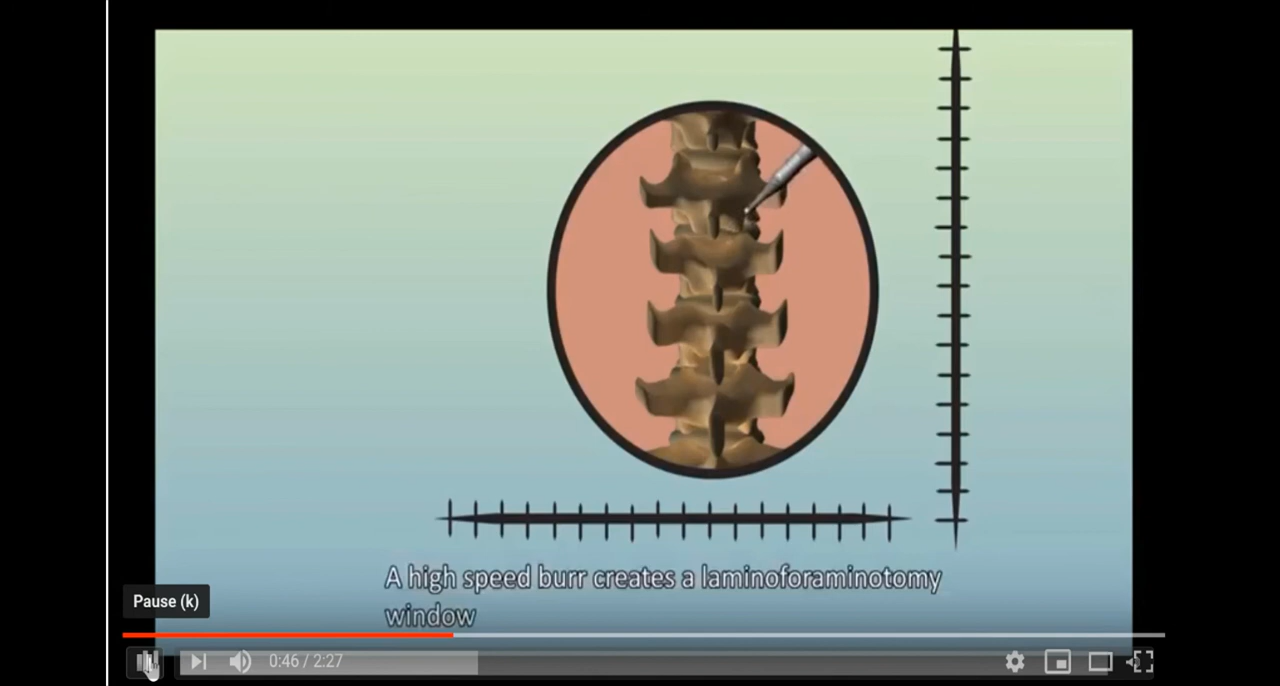 A high speed burr creates a laminoforaminotomy
window
Pause (k)
0:46 / 2:27